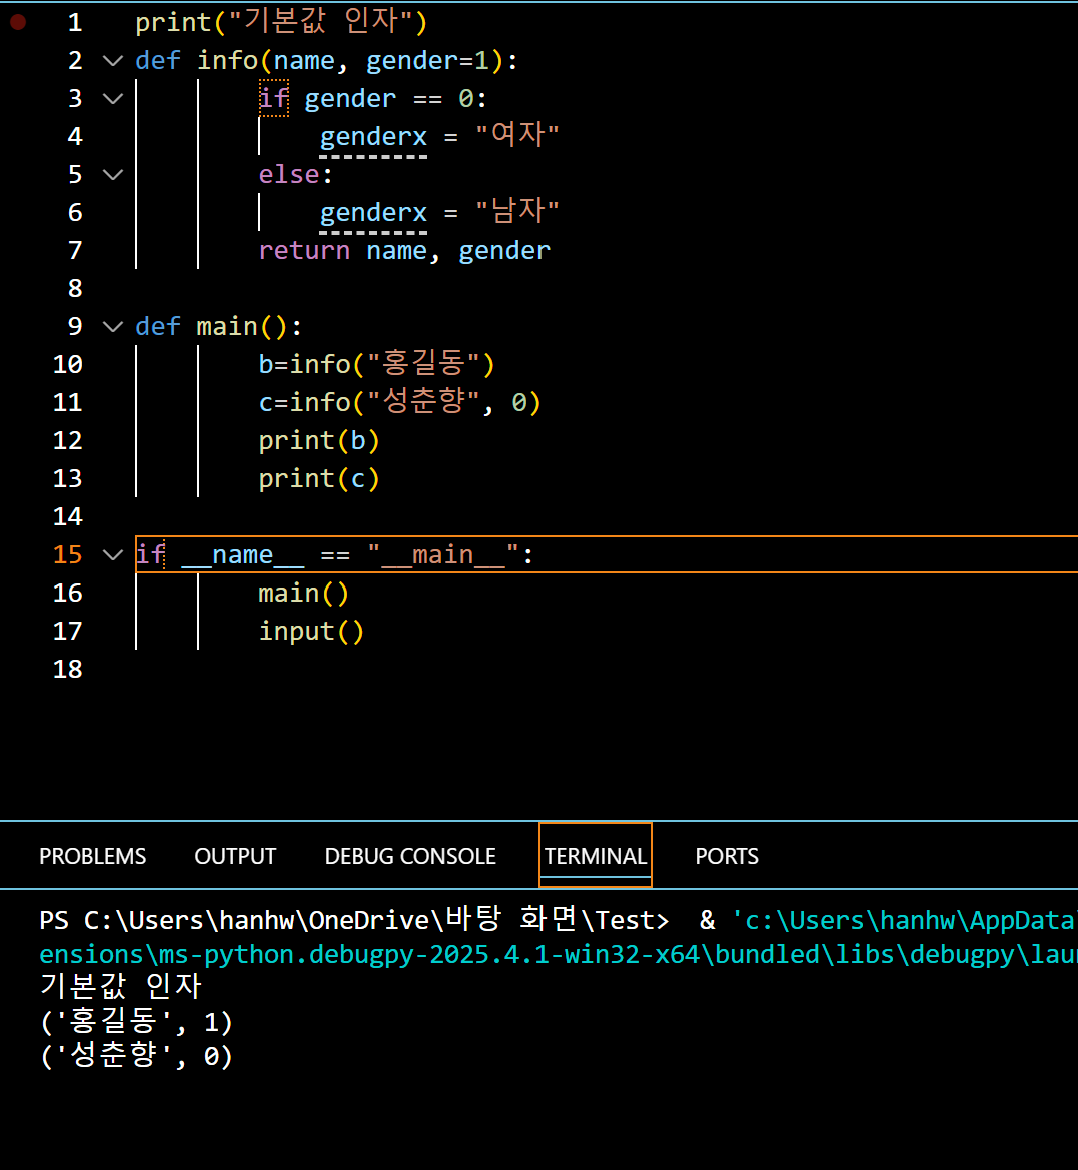 1 print("기본값 인자")
2 def info(name, gender=1):
3 if gender == 0:
4 genderx = "여자"
5 else:
6 genderx = "남자"
7 return name, gender
8
9 def main():
10 b=info("홍길동")
11 c=info("성춘향", 0)
12 print(b)
13 print(c)
14
15 if __name__ == "__main__":
16 main()
17 input()
18
PROBLEMS OUTPUT DEBUG CONSOLE TERMINAL PORTS
PS C:\Users\hanhw\OneDrive\바탕 화면\Test>  & 'c:\Users\hanhw\AppData\
ensions\ms-python.debugpy-2025.4.1-win32-x64\bundled\libs\debugpy\lau
기본값 인자
('홍길동', 1)
('성춘향', 0)